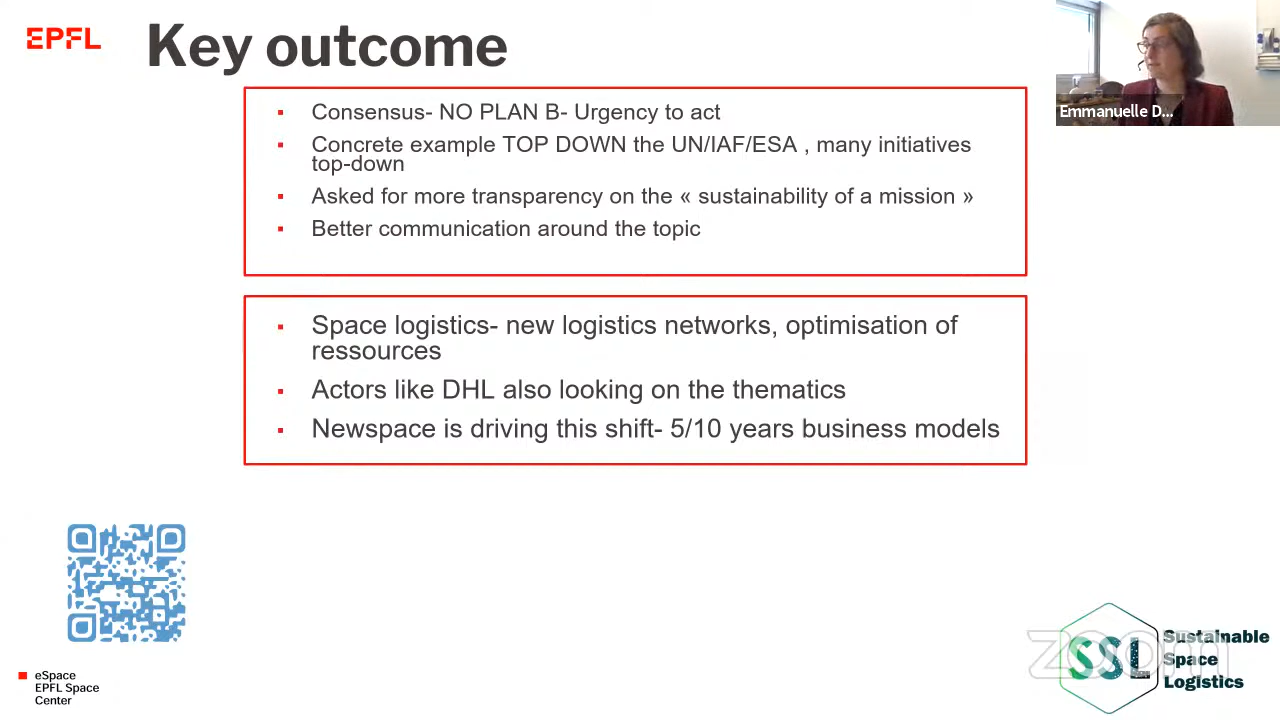 EPFL
Key outcome
Emmanuelle D...
Consensus- NO PLAN B- Urgency to act
Concrete example TOP DOWN the UN/IAF/ESA , many initiatives
top-down
Asked for more transparency on the « sustainability of a mission »
Better communication around the topic
Space logistics- new logistics networks, optimisation of
ressources
Actors like DHL also looking on the thematics
Newspace is driving this shift- 5/10 years business models
eSpace
EPFL Space
Center
zoom
SSL
Sustainable
Space
Logistics